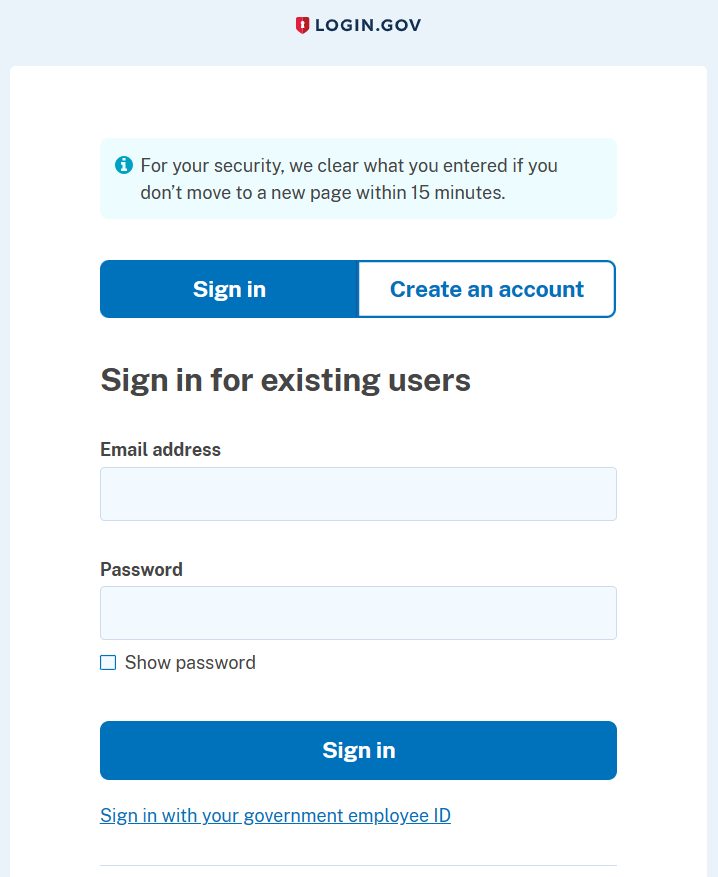 LOGIN.GOV
For your security, we clear what you entered if you
don’t move to a new page within 15 minutes.
Sign in
Create an account
Sign in for existing users
Email address
Password
Show password
Sign in
Sign in with your government employee ID